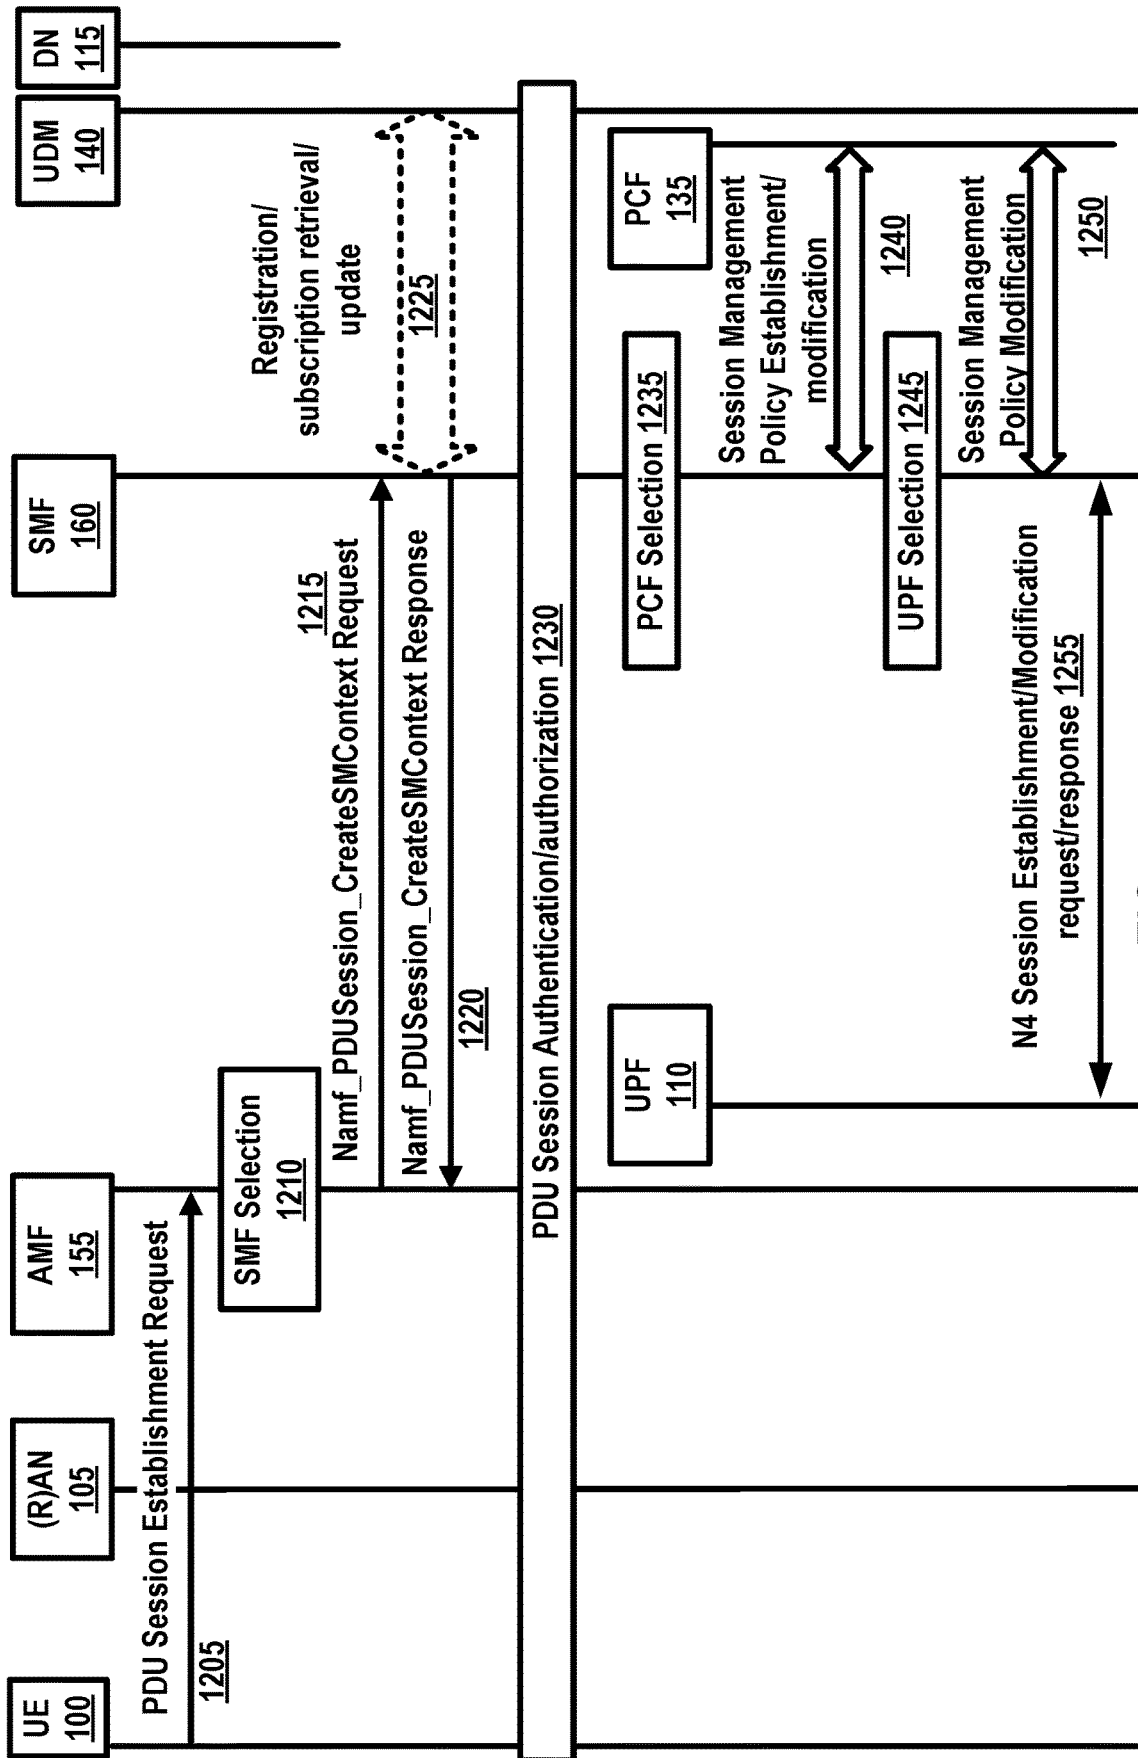 UE
100
(R)AN
105
AMF
155
SMF
160
UDM
140
DN
115
PDU Session Establishment Request
1205
SMF Selection
1210
1215
Namf_PDUSession_CreateSMContext Request
Namf_PDUSession_CreateSMContext Response
1220
Registration/
subscription retrieval/
update
1225
PDU Session Authentication/authorization 1230
UPF
110
PCF
135
PCF Selection 1235
Session Management
Policy Establishment/
modification
1240
UPF Selection 1245
Session Management
Policy Modification
1250
N4 Session Establishment/Modification
request/response 1255